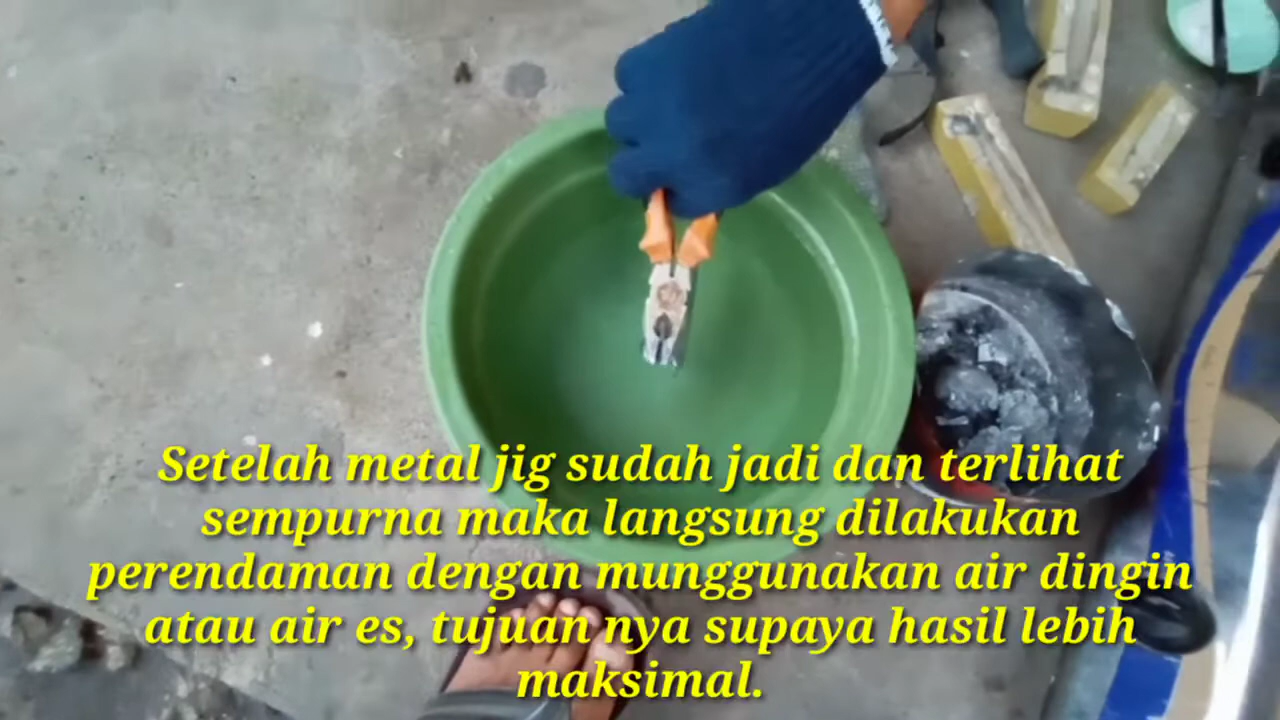 Setelah metal jig sudah jadi dan terlihat
sempurna maka langsung dilakukan
perendaman dengan munggunakan air dingin
atau air es, tujuan nya supaya hasil lebih
maksimal.